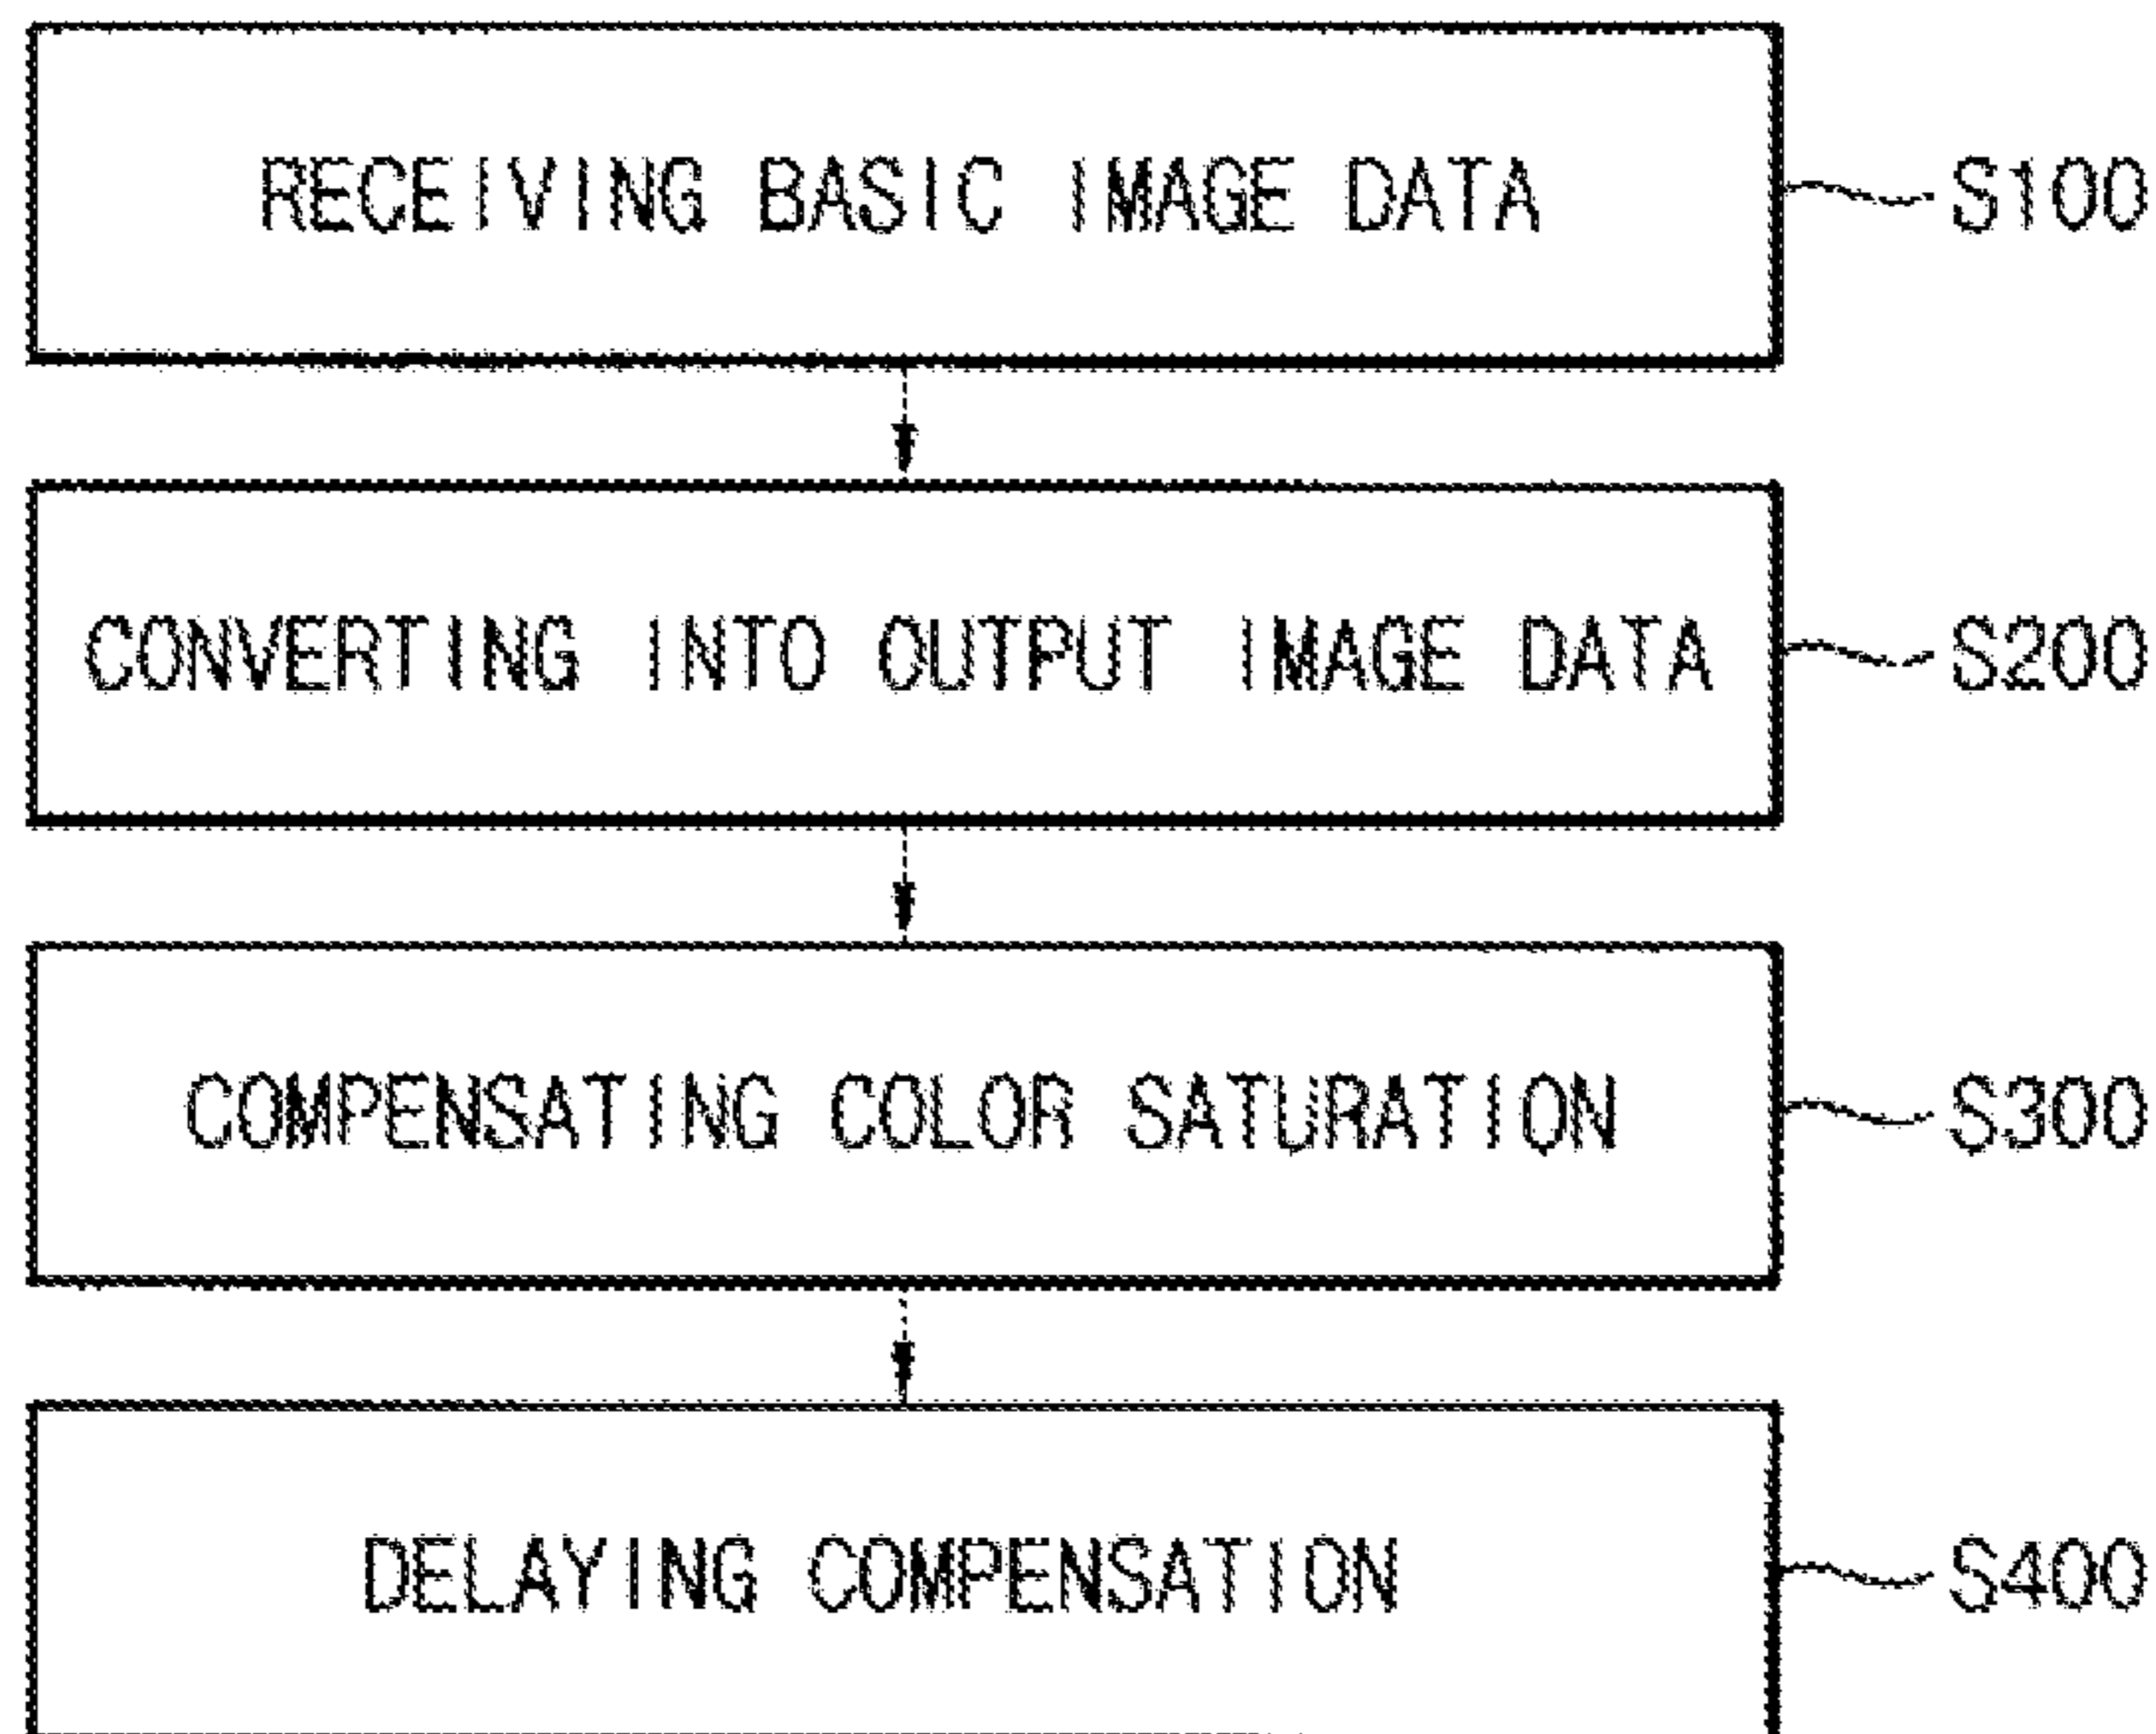 RECEIVING BASIC IMAGE DATA S100
CONVERTING INTO OUTPUT IMAGE DATA S200
COMPENSATING COLOR SATURATION S300
DELAYING COMPENSATION S400